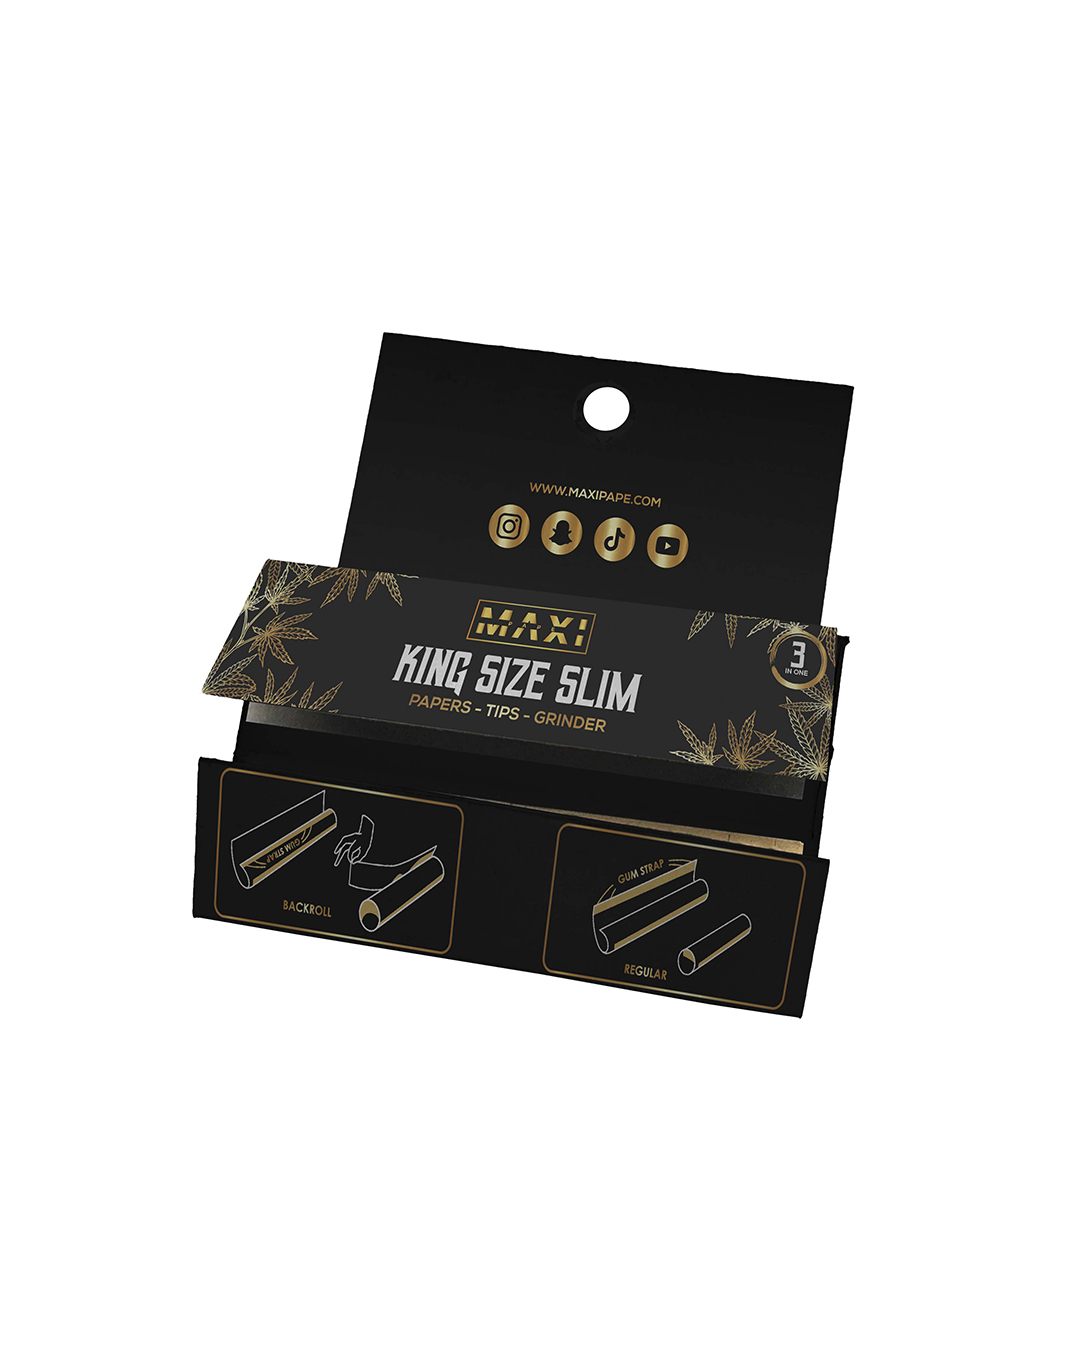 WWW.MAXIPAPE.COM
MAXI
PAPE
KING SIZE SLIM
PAPERS - TIPS - GRINDER
3
IN ONE
GUM STRAP
BACKROLL
GUM STRAP
REGULAR